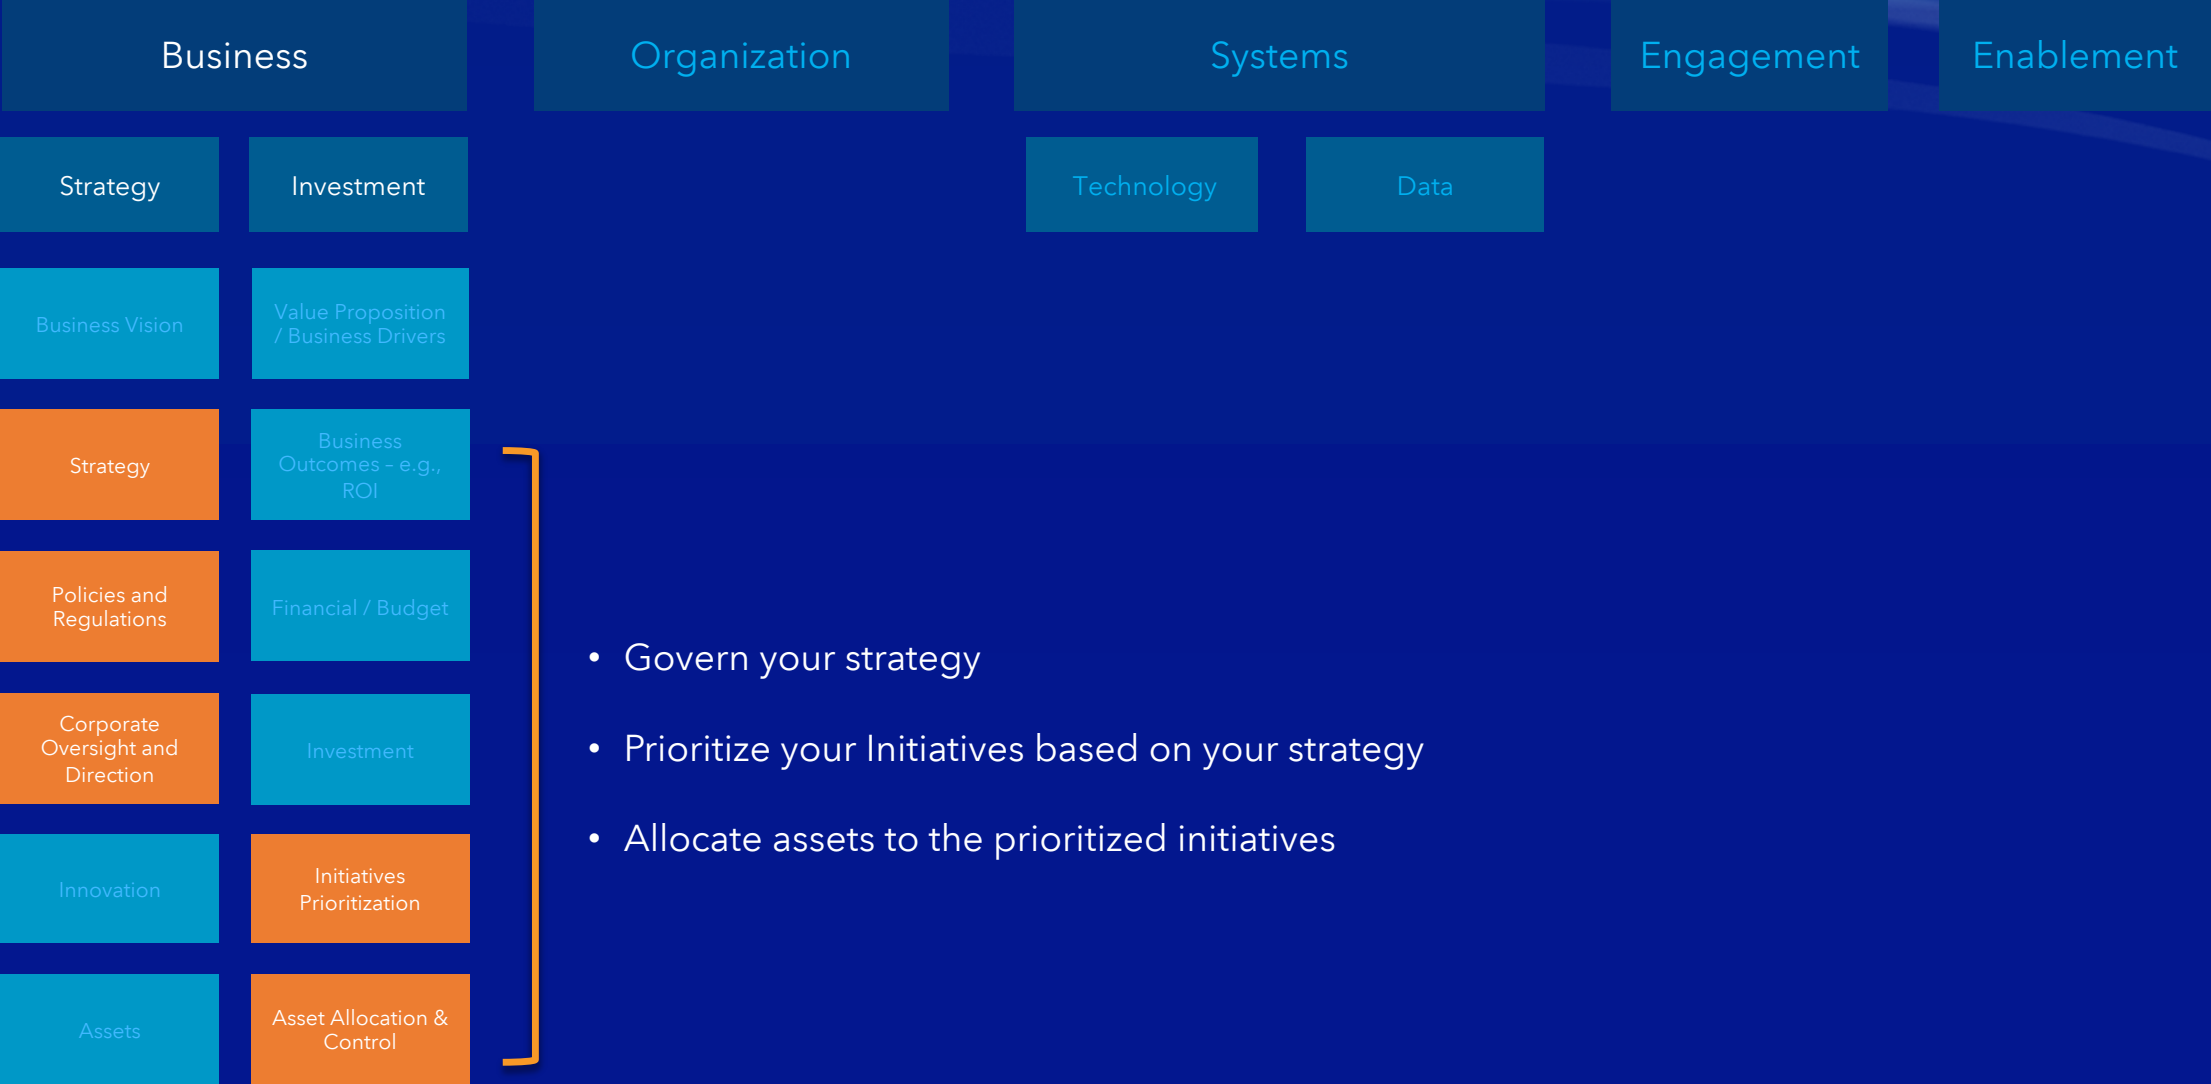 Business
Organization
Systems
Engagement
Enablement
Strategy
Investment
Technology
Data
Business Vision
Value Proposition
/ Business Drivers
Strategy
Business
Outcomes – e.g.,
ROI
Policies and
Regulations
Financial / Budget
Corporate
Oversight and
Direction
Investment
Innovation
Initiatives
Prioritization
Assets
Asset Allocation &
Control
• Govern your strategy
• Prioritize your Initiatives based on your strategy
• Allocate assets to the prioritized initiatives